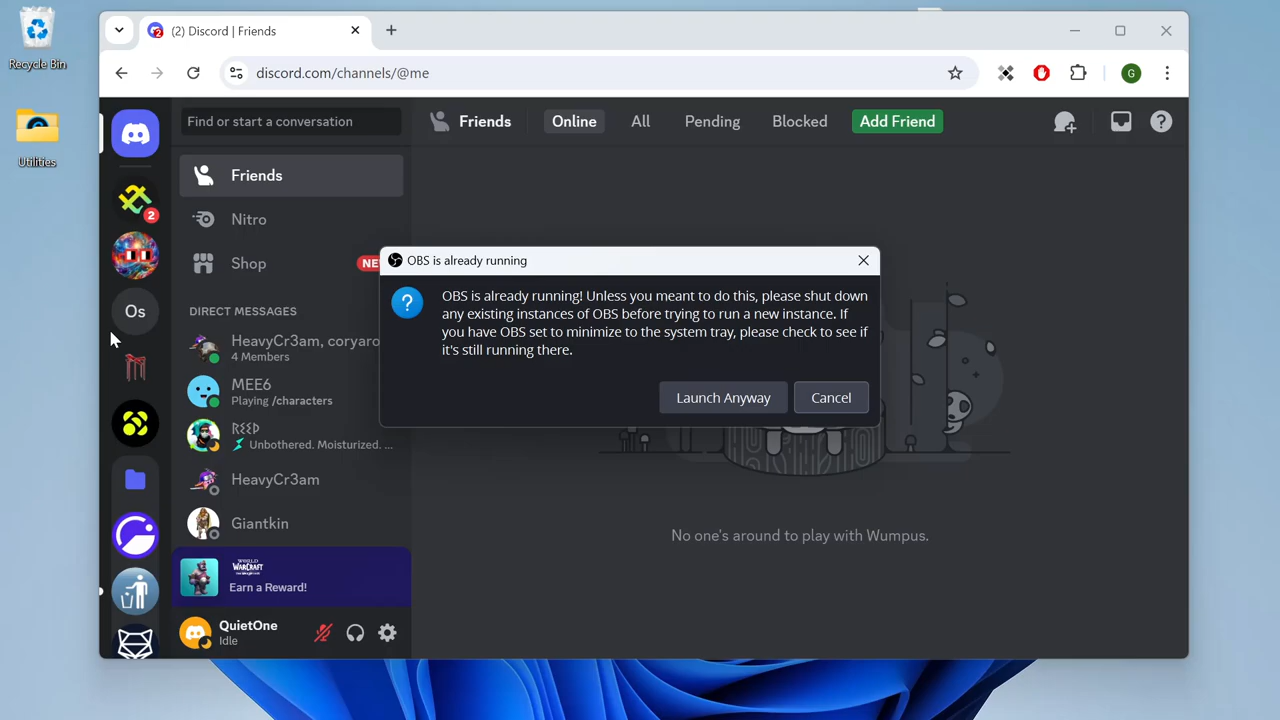 Recycle Bin
Utilities
(2) Discord | Friends
discord.com/channels/@me
G
Find or start a conversation
Friends
Online
All
Pending
Blocked
Add Friend
2
Os
Friends
Nitro
Shop
NE
DIRECT MESSAGES
HeavyCr3am, coryaro
4 Members
MEE6
Playing /characters
Unbothered. Moisturized. ...
HeavyCr3am
Giantkin
WORLD
WARCRAFT
Earn a Reward!
QuietOne
Idle
OBS is already running
OBS is already running! Unless you meant to do this, please shut down
any existing instances of OBS before trying to run a new instance. If
you have OBS set to minimize to the system tray, please check to see if
it's still running there.
Launch Anyway
Cancel
No one's around to play with Wumpus.